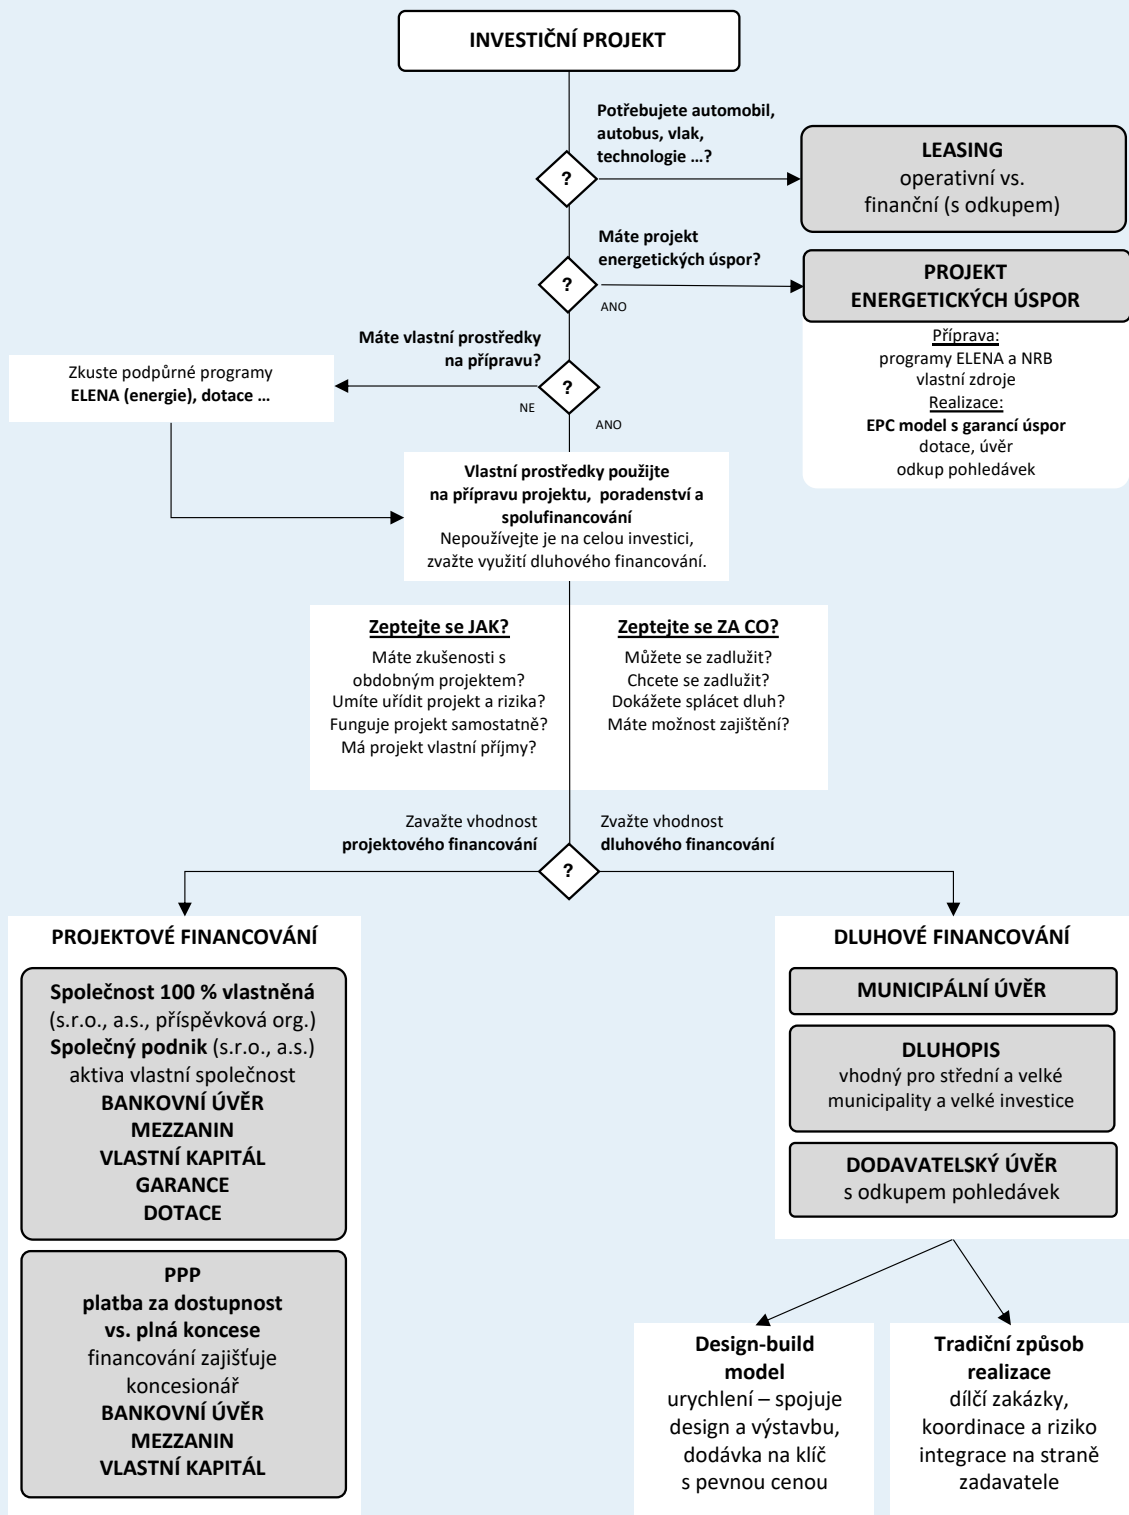 INVESTIČNÍ PROJEKT
Potřebujete automobil,
autobus, vlak,
technologie ...?
?
LEASING
operativní vs.
finanční (s odkupem)
Máte projekt
energetických úspor?
?
ANO
PROJEKT
ENERGETICKÝCH ÚSPOR
Příprava:
programy ELENA a NRB
vlastní zdroje
Realizace:
EPC model s garancí úspor
dotace, úvěr
odkup pohledávek
Máte vlastní prostředky
na přípravu?
?
NE
ANO
Zkuste podpůrné programy
ELENA (energie), dotace ...
Vlastní prostředky použijte
na přípravu projektu, poradenství a
spolufinancování
Nepoužívejte je na celou investici,
zvažte využití dluhového financování.
Zeptejte se JAK?
Máte zkušenosti s
obdobným projektem?
Umíte uřídit projekt a rizika?
Funguje projekt samostatně?
Má projekt vlastní příjmy?
Zeptejte se ZA CO?
Můžete se zadlužit?
Chcete se zadlužit?
Dokážete splácet dluh?
Máte možnost zajištění?
Zavažte vhodnost
projektového financování
Zvažte vhodnost
dluhového financování
?
PROJEKTOVÉ FINANCOVÁNÍ
Společnost 100 % vlastněná
(s.r.o., a.s., příspěvková org.)
Společný podnik (s.r.o., a.s.)
aktiva vlastní společnost
BANKOVNÍ ÚVĚR
MEZZANIN
VLASTNÍ KAPITÁL
GARANCE
DOTACE
PPP
platba za dostupnost
vs. plná koncese
financování zajišťuje
koncesionář
BANKOVNÍ ÚVĚR
MEZZANIN
VLASTNÍ KAPITÁL
DLUHOVÉ FINANCOVÁNÍ
MUNICIPÁLNÍ ÚVĚR
DLUHOPIS
vhodný pro střední a velké
municipality a velké investice
DODAVATELSKÝ ÚVĚR
s odkupem pohledávek
Design-build
model
urychlení – spojuje
design a výstavbu,
dodávka na klíč
s pevnou cenou
Tradiční způsob
realizace
dílčí zakázky,
koordinace a riziko
integrace na straně
zadavatele